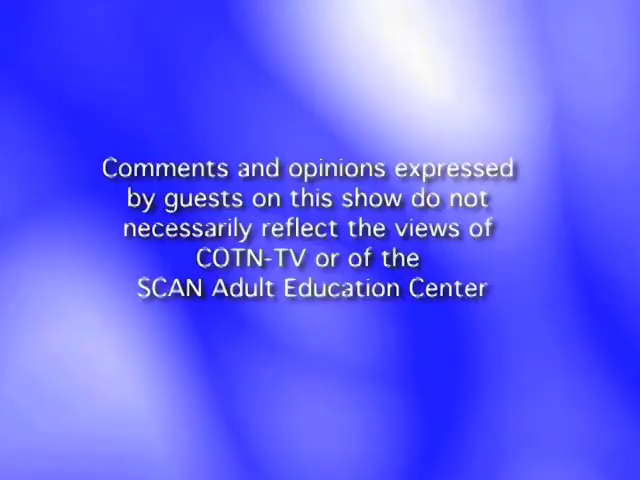 Comments and opinions expressed
by guests on this show do not
necessarily reflect the views of
COTN-TV or of the
SCAN Adult Education Center